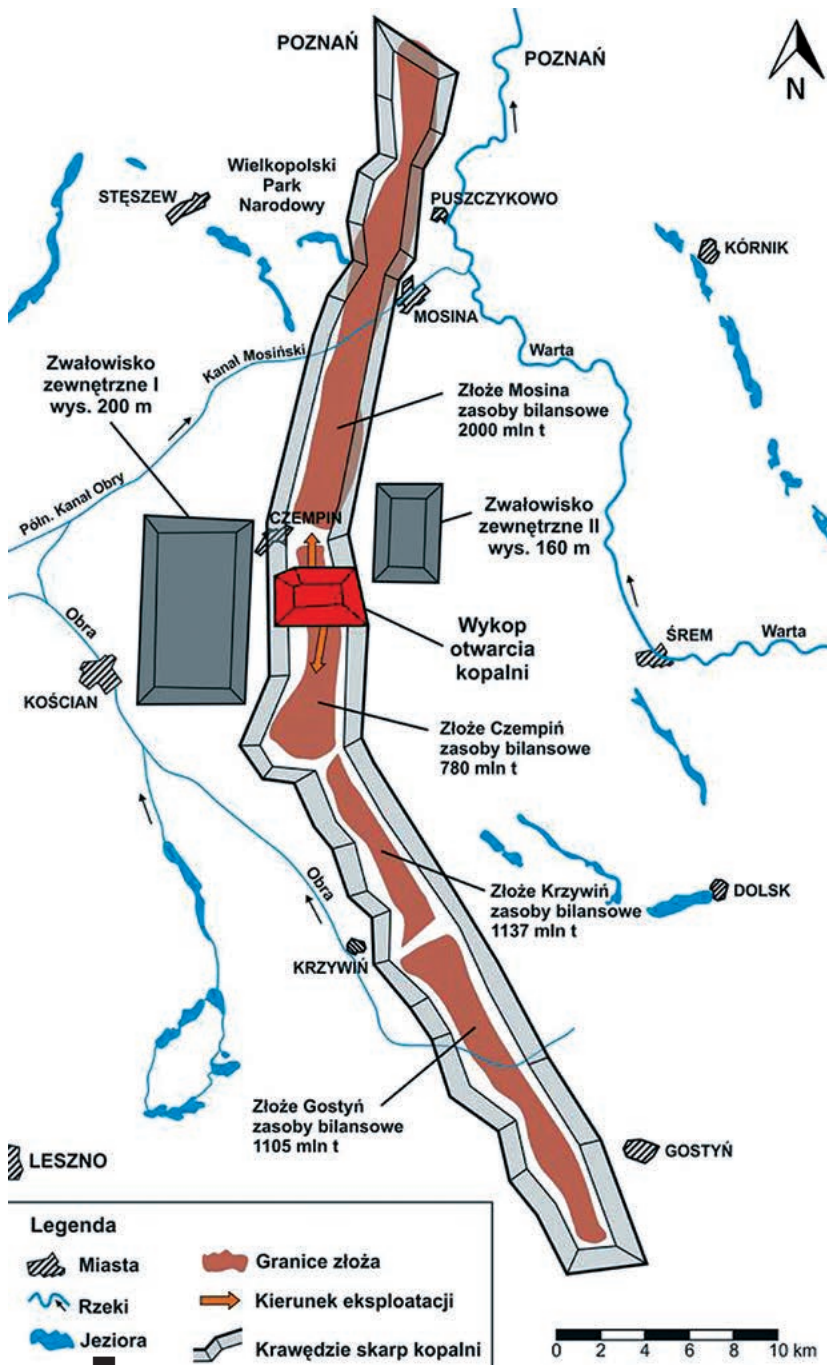 POZNAŃ
POZNAŃ
N
Wielkopolski
Park
Narodowy
STĘSZEW
PUSZCZYKOWO
KÓRNIK
MOSINA
Kanał Mosiński
Warta
Zwałowisko
zewnętrzne I
wys. 200 m
Złoże Mosina
zasoby bilansowe
2000 mln t
Półn. Kanał Obry
CZEMPIŃ
Zwałowisko
zewnętrzne II
wys. 160 m
Obra
Wykop
otwarcia
kopalni
ŚREM
Warta
KOŚCIAN
Złoże Czempiń
zasoby bilansowe
780 mln t
Obra
Złoże Krzywiń
zasoby bilansowe
1137 mln t
DOLSK
KRZYWIŃ
Złoże Gostyń
zasoby bilansowe
1105 mln t
GOSTYŃ
LESZNO
Legenda
Miasta
Granice złoża
Rzeki
Kierunek eksploatacji
Jeziora
Krawędzie skarp kopalni
0 2 4 6 8 10 km